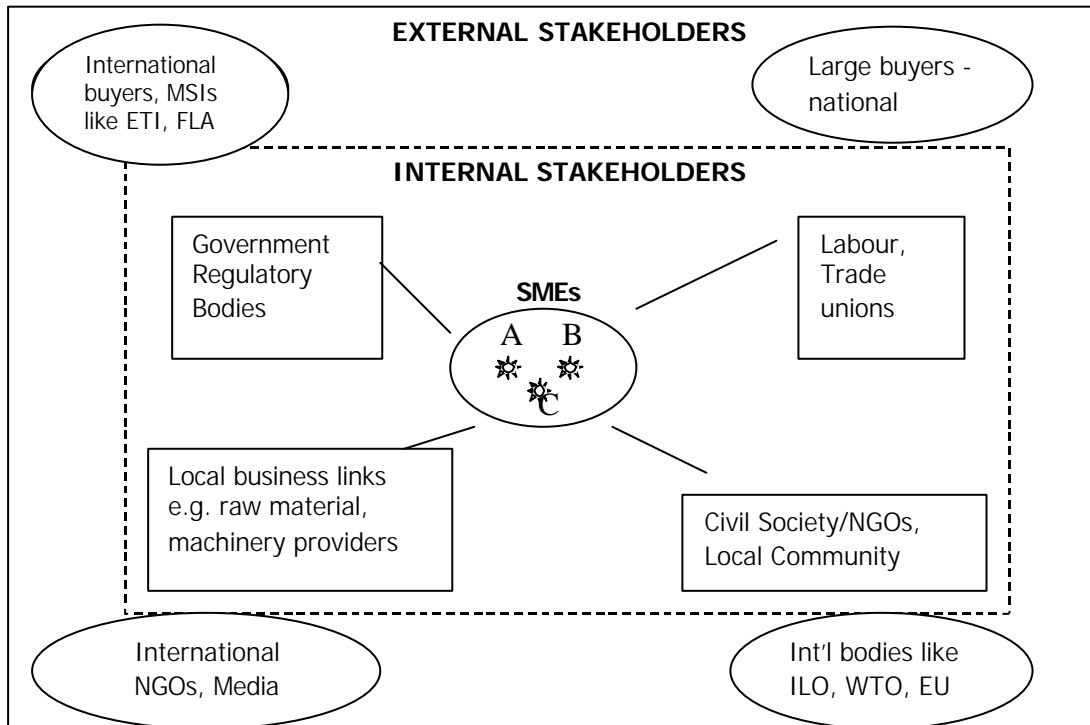 EXTERNAL STAKEHOLDERS
International
buyers, MSIs
like ETI, FLA
Large buyers -
national
INTERNAL STAKEHOLDERS
Government
Regulatory
Bodies
Labour,
Trade
unions
SMEs
A B
C
Local business links
e.g. raw material,
machinery providers
Civil Society/NGOs,
Local Community
International
NGOs, Media
Int'l bodies like
ILO, WTO, EU